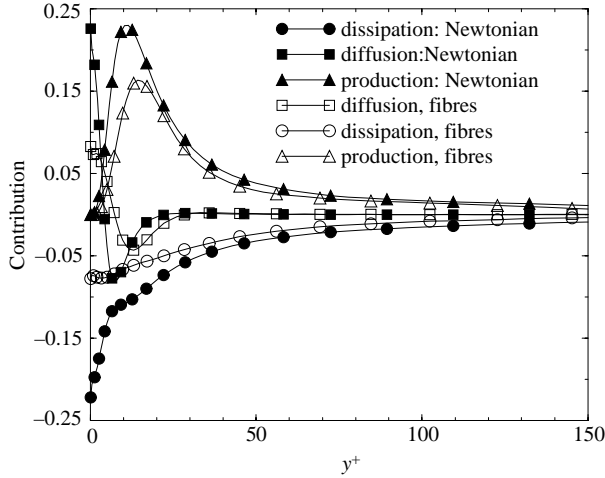 0.25
0.15
0.05
–0.05
–0.15
–0.25
Contribution
dissipation: Newtonian
diffusion:Newtonian
production: Newtonian
diffusion, fibres
dissipation, fibres
production, fibres
0
50
100
150
y+